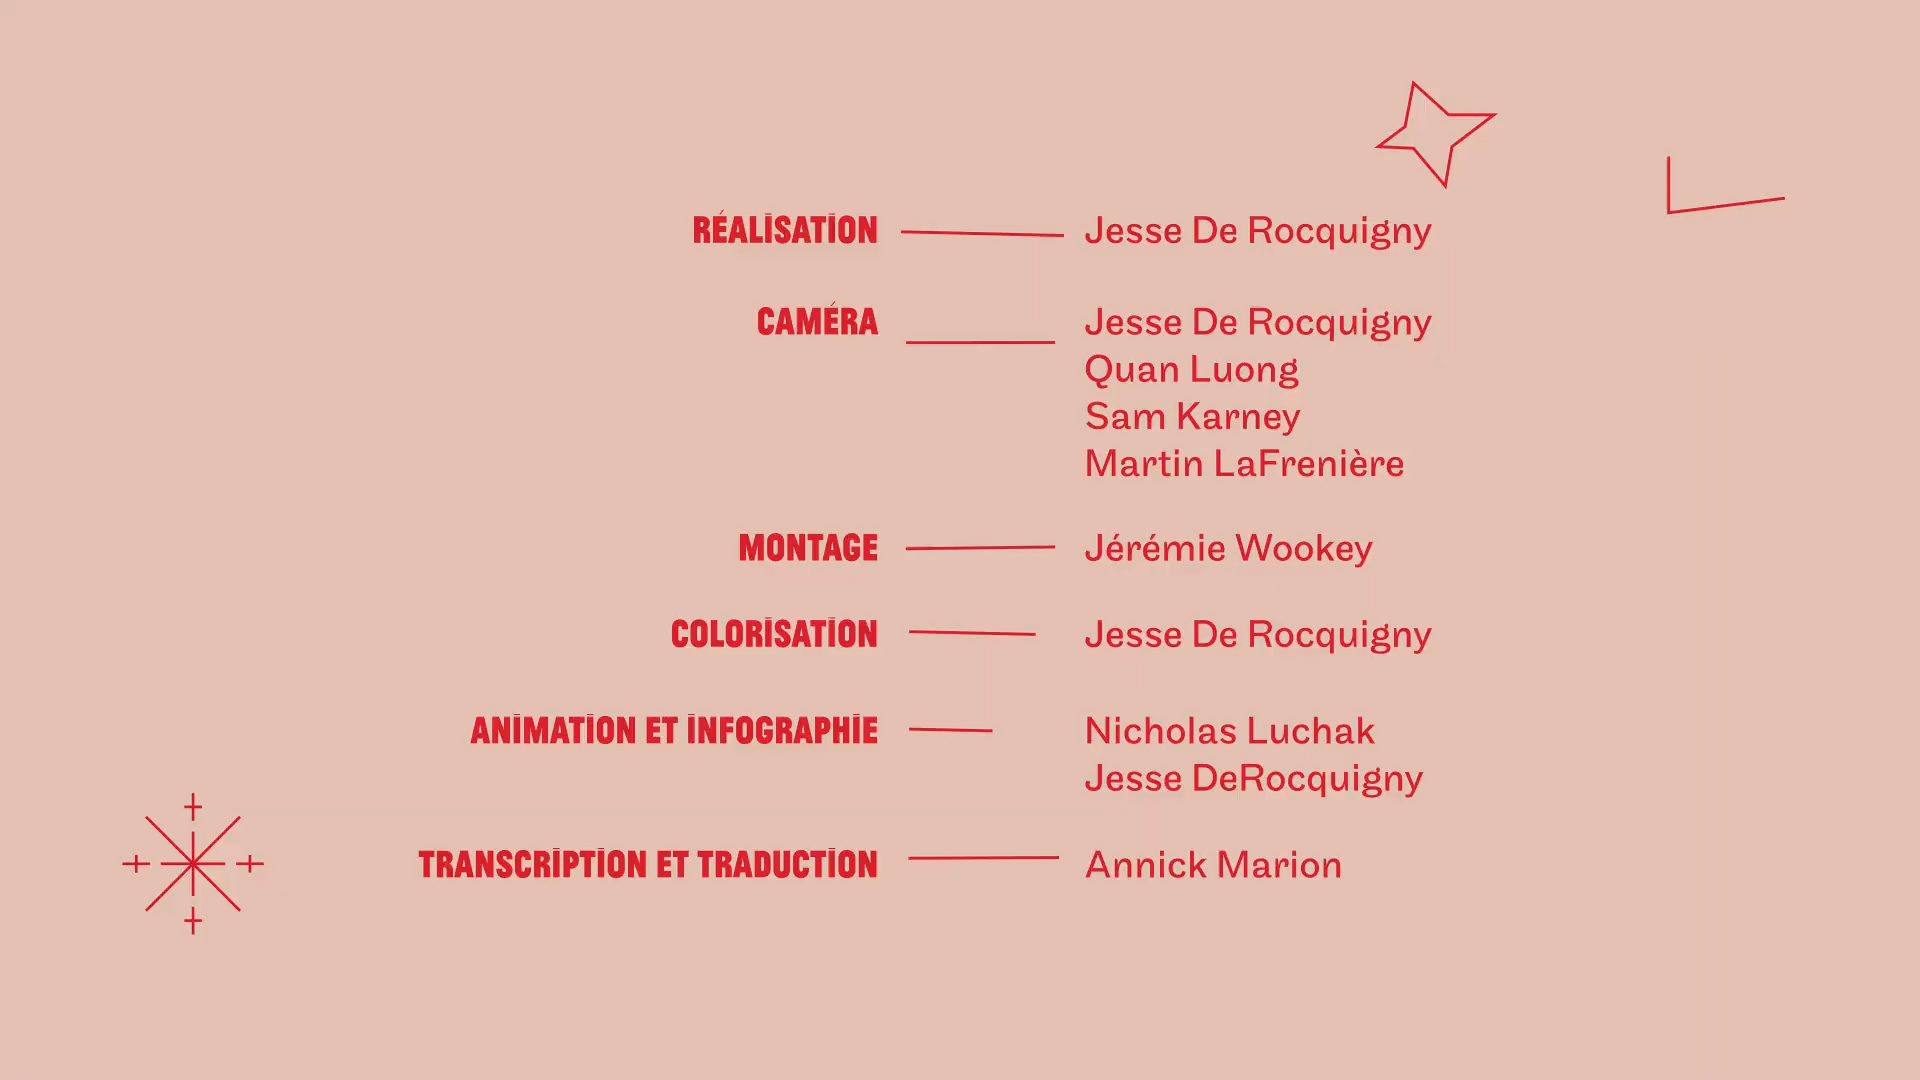 RÉALISATION Jesse De Rocquigny
CAMÉRA Jesse De Rocquigny
Quan Luong
Sam Karney
Martin LaFrenière
MONTAGE Jérémie Wookey
COLORISATION Jesse De Rocquigny
ANIMATION ET INFOGRAPHIE Nicholas Luchak
Jesse DeRocquigny
TRANSCRIPTION ET TRADUCTION Annick Marion